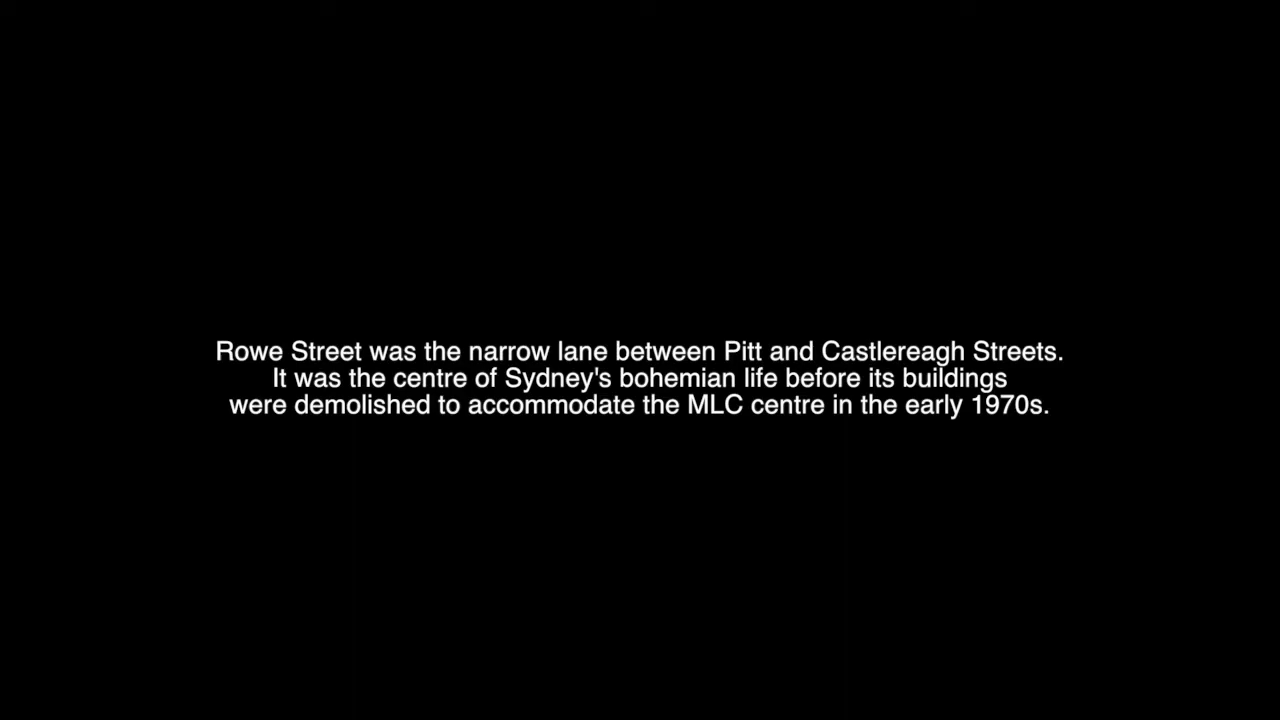 Rowe Street was the narrow lane between Pitt and Castlereagh Streets.
It was the centre of Sydney's bohemian life before its buildings
were demolished to accommodate the MLC centre in the early 1970s.